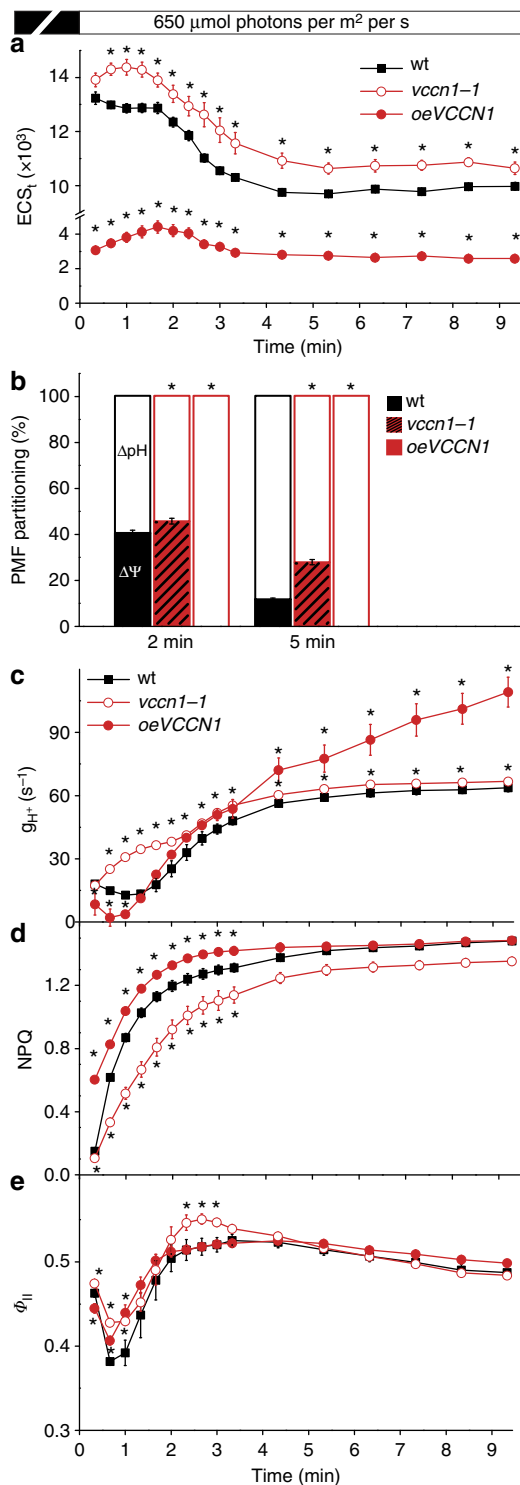 650 μmol photons per m² per s
a
wt
vccn1–1
oeVCCN1
ECSₜ (×10³)
14
12
10
4
2
0
* * * * * * * * * * * * * *
* * * * * * * * * * * * * * *
0 1 2 3 4 5 6 7 8 9
Time (min)
b
PMF partitioning (%)
100
80
60
40
20
0
* * * *
ΔpH
ΔΨ
wt
vccn1–1
oeVCCN1
2 min 5 min
c
wt
vccn1–1
oeVCCN1
g_H⁺ (s⁻¹)
90
60
30
0
d
NPQ
1.2
0.8
0.4
0.0
e
Φ_II
0.5
0.4
0.3
0 1 2 3 4 5 6 7 8 9
Time (min)